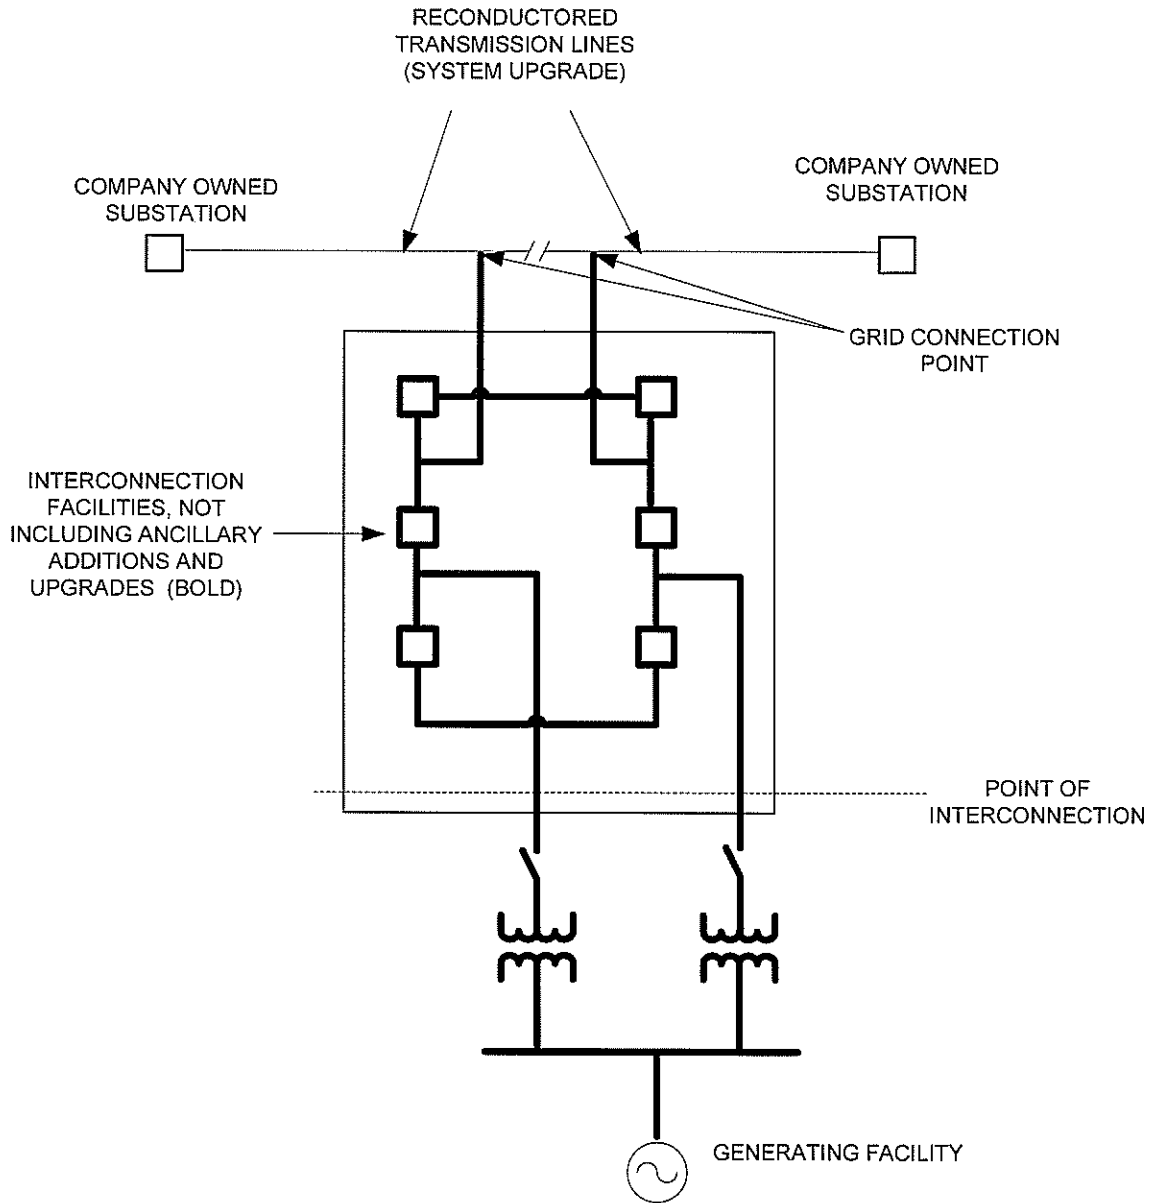 RECONDUCTORED
TRANSMISSION LINES
(SYSTEM UPGRADE)
COMPANY OWNED
SUBSTATION
COMPANY OWNED
SUBSTATION
GRID CONNECTION
POINT
INTERCONNECTION
FACILITIES, NOT
INCLUDING ANCILLARY
ADDITIONS AND
UPGRADES (BOLD)
POINT OF
INTERCONNECTION
GENERATING FACILITY